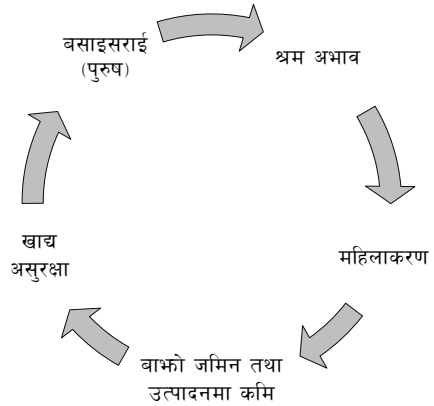 बसाइसराई
(पुरुष)
श्रम अभाव
महिलाकरण
बाझो जमिन तथा
उत्पादनमा कमि
खाद्य
असुरक्षा